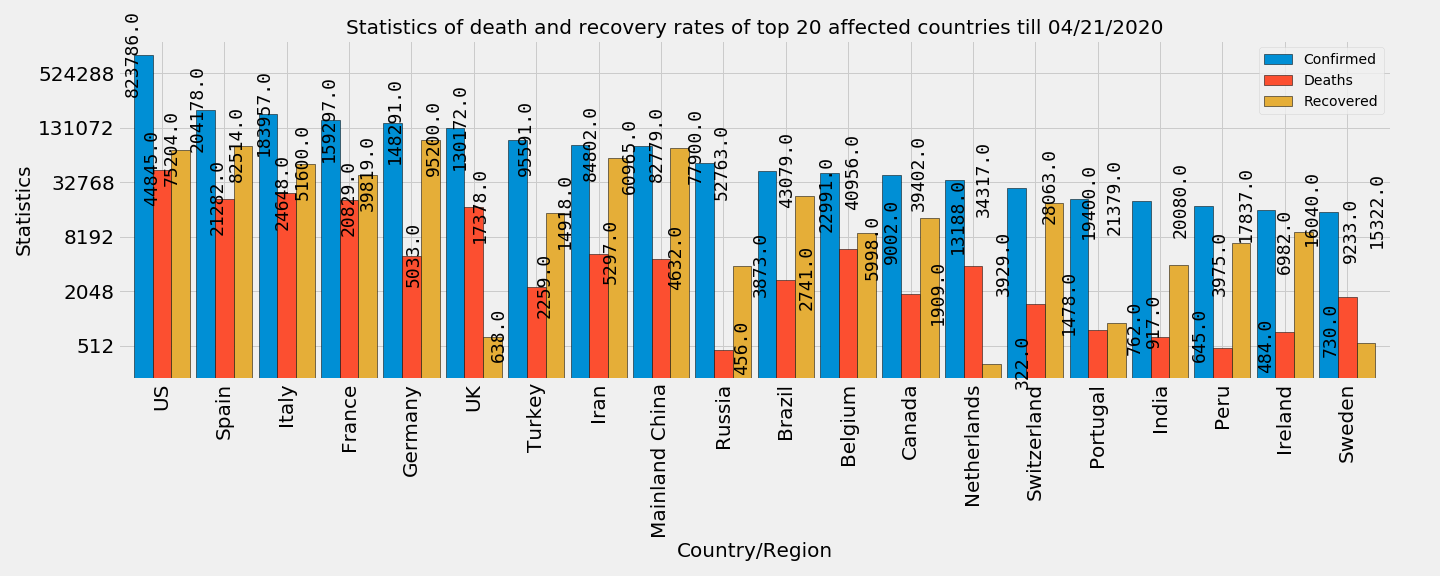 Statistics of death and recovery rates of top 20 affected countries till 04/21/2020
Confirmed
Deaths
Recovered
Statistics
524288
131072
32768
8192
2048
512
823786.0
44845.0
75204.0
204178.0
21282.0
82514.0
183957.0
24648.0
51600.0
159297.0
20829.0
39819.0
148291.0
5033.0
95200.0
130172.0
17378.0
638.0
95591.0
2259.0
14918.0
84802.0
5297.0
60965.0
82779.0
4632.0
77900.0
52763.0
456.0
3873.0
43079.0
2741.0
22991.0
40956.0
5998.0
9002.0
39402.0
1909.0
13188.0
34317.0
3929.0
322.0
28063.0
1478.0
19400.0
21379.0
762.0
917.0
20080.0
645.0
3975.0
17837.0
484.0
6982.0
16040.0
730.0
9233.0
15322.0
US
Spain
Italy
France
Germany
UK
Turkey
Iran
Mainland China
Russia
Brazil
Belgium
Canada
Netherlands
Switzerland
Portugal
India
Peru
Ireland
Sweden
Country/Region